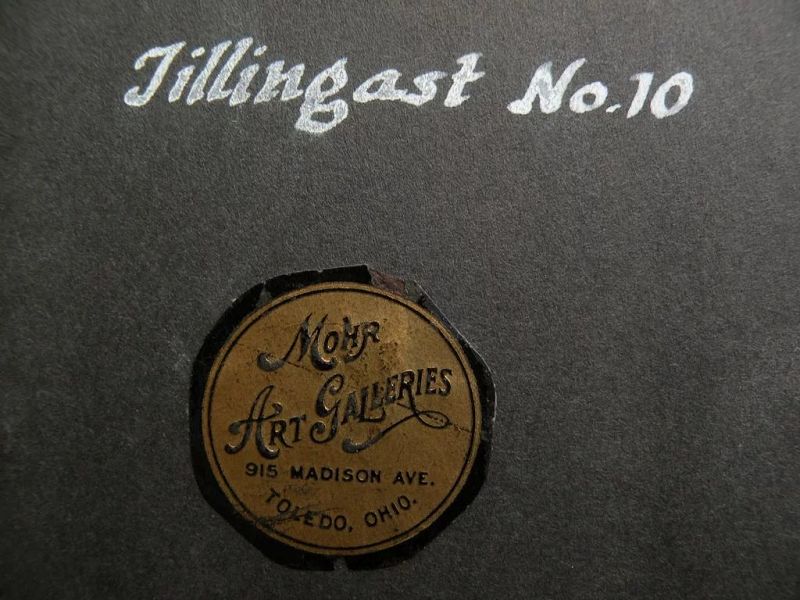 Tillingast No. 10
MOHR
ART GALLERIES
915 MADISON AVE.
TOLEDO, OHIO.